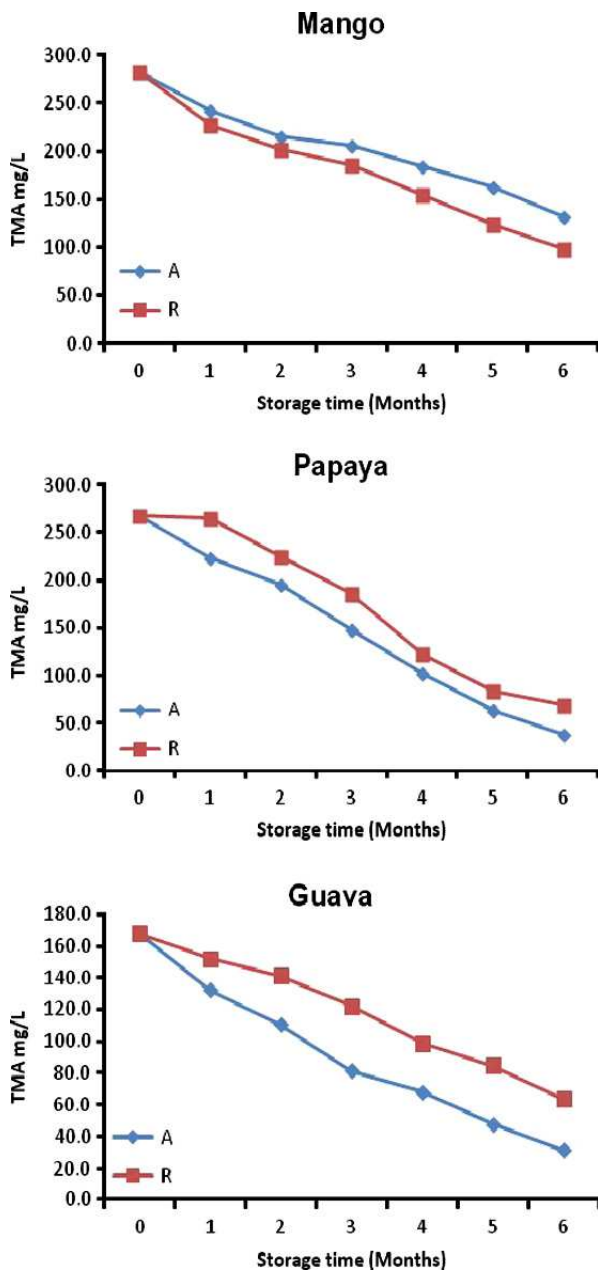 Mango
300.0
250.0
200.0
150.0
100.0
50.0
0.0
TMA mg/L
A
R
0 1 2 3 4 5 6
Storage time (Months)
Papaya
300.0
250.0
200.0
150.0
100.0
50.0
0.0
TMA mg/L
A
R
0 1 2 3 4 5 6
Storage time (Months)
Guava
180.0
160.0
140.0
120.0
100.0
80.0
60.0
40.0
20.0
0.0
TMA mg/L
A
R
0 1 2 3 4 5 6
Storage time (Months)